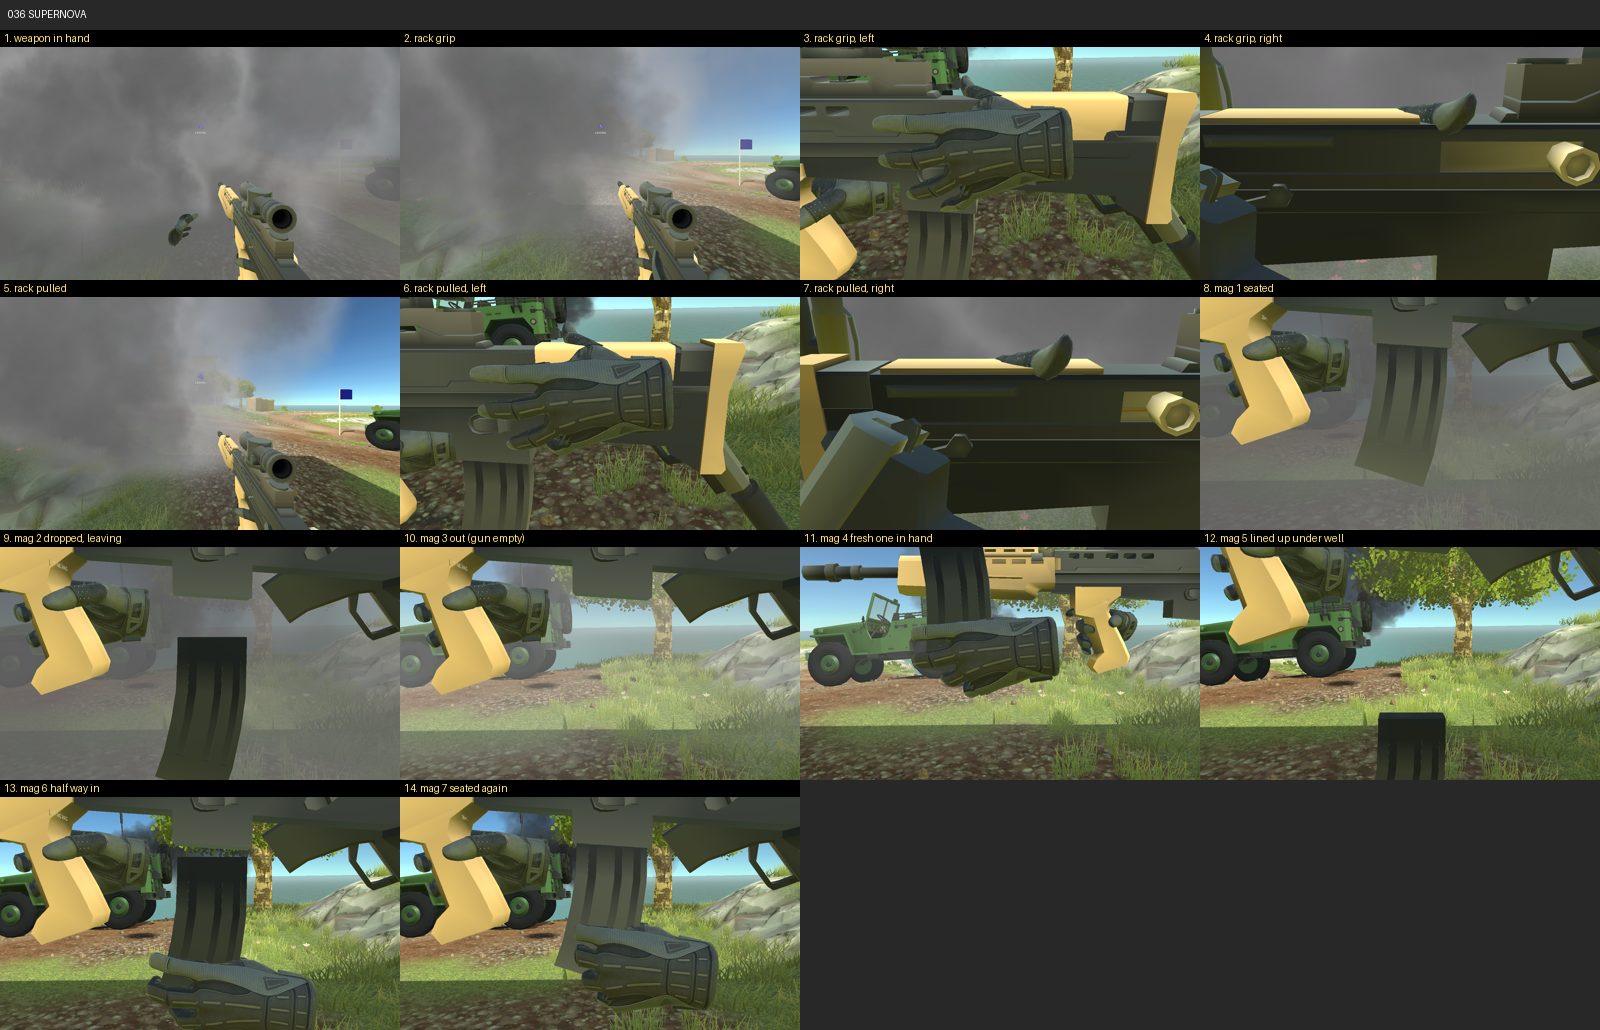 036 SUPERNOVA
1. weapon in hand
2. rack grip
3. rack grip, left
4. rack grip, right
5. rack pulled
6. rack pulled, left
7. rack pulled, right
8. mag 1 seated
9. mag 2 dropped, leaving
10. mag 3 out (gun empty)
11. mag 4 fresh one in hand
12. mag 5 lined up under well
13. mag 6 half way in
14. mag 7 seated again